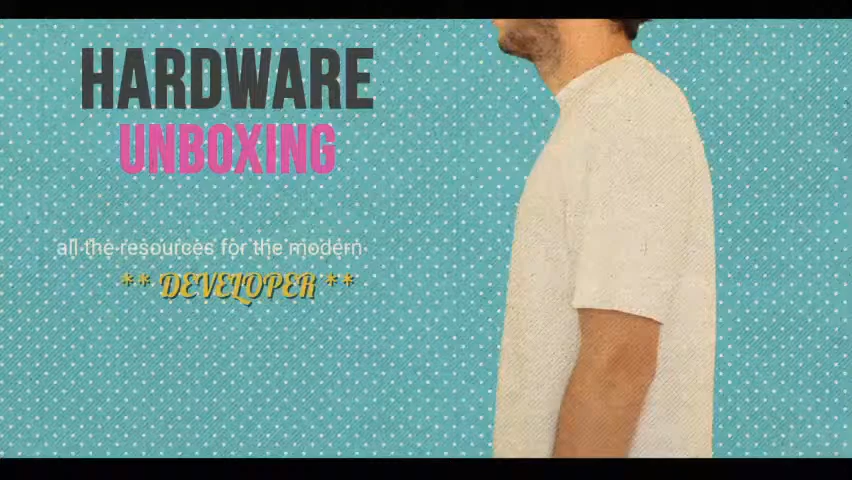 HARDWARE
UNBOXING
all the resources for the modern
** DEVELOPER **